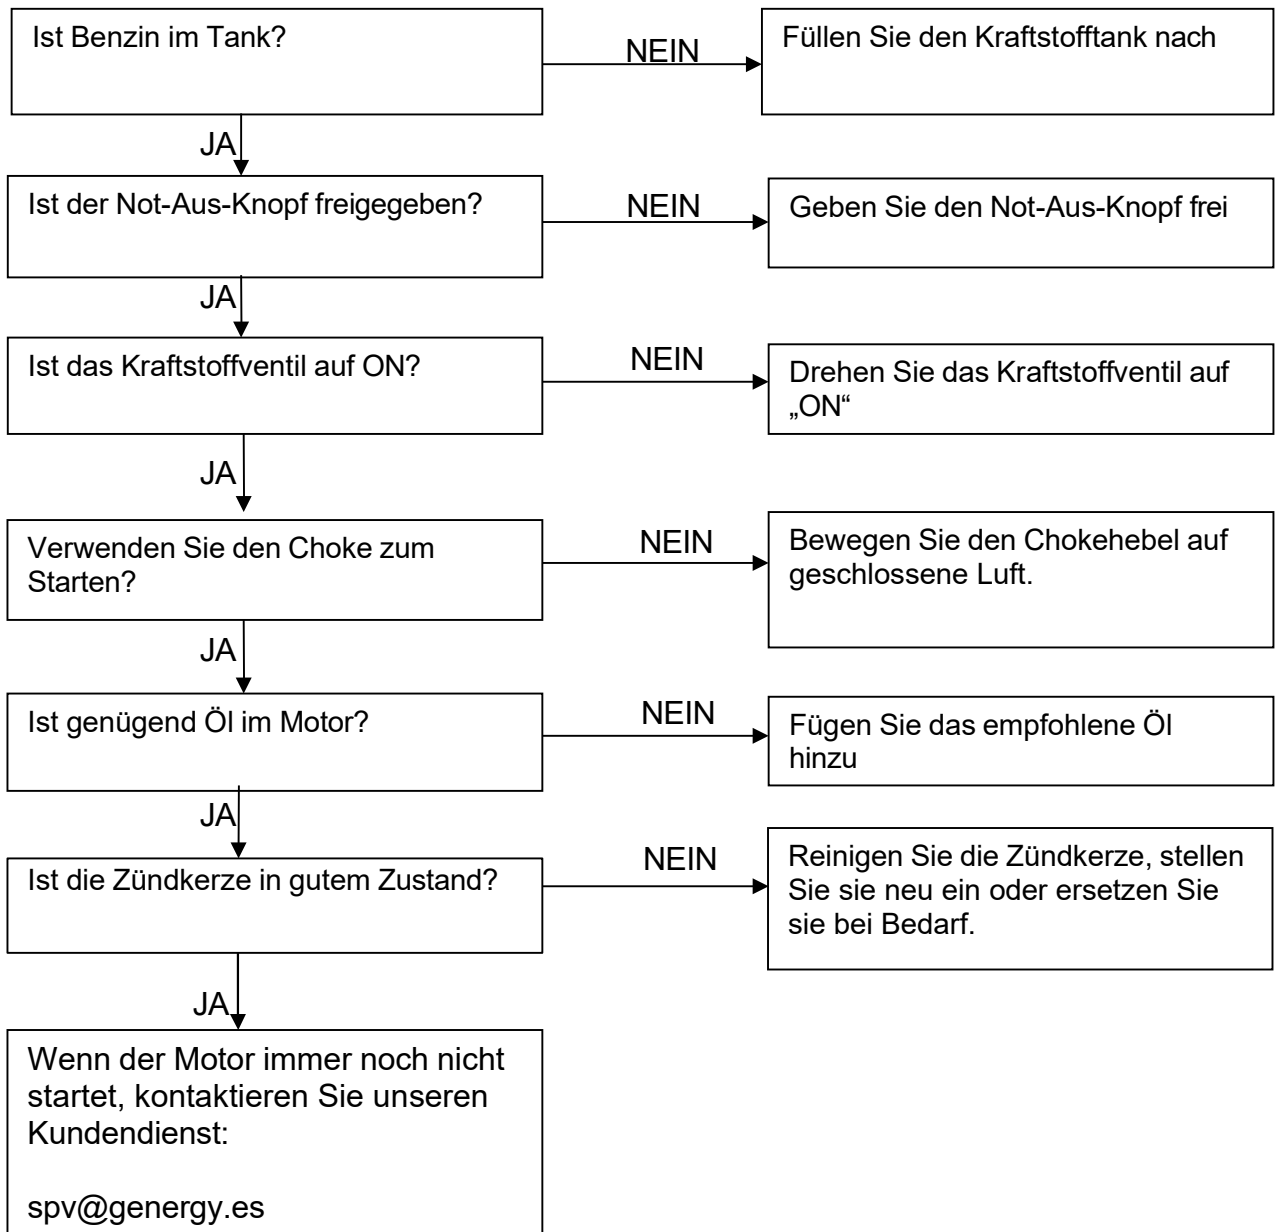 Ist Benzin im Tank?
NEIN
Füllen Sie den Kraftstofftank nach
JA
Ist der Not-Aus-Knopf freigegeben?
NEIN
Geben Sie den Not-Aus-Knopf frei
JA
Ist das Kraftstoffventil auf ON?
NEIN
Drehen Sie das Kraftstoffventil auf
„ON“
JA
Verwenden Sie den Choke zum
Starten?
NEIN
Bewegen Sie den Chokehebel auf
geschlossene Luft.
JA
Ist genügend Öl im Motor?
NEIN
Fügen Sie das empfohlene Öl
hinzu
JA
Ist die Zündkerze in gutem Zustand?
NEIN
Reinigen Sie die Zündkerze, stellen
Sie sie neu ein oder ersetzen Sie
sie bei Bedarf.
JA
Wenn der Motor immer noch nicht
startet, kontaktieren Sie unseren
Kundendienst:
spv@genergy.es